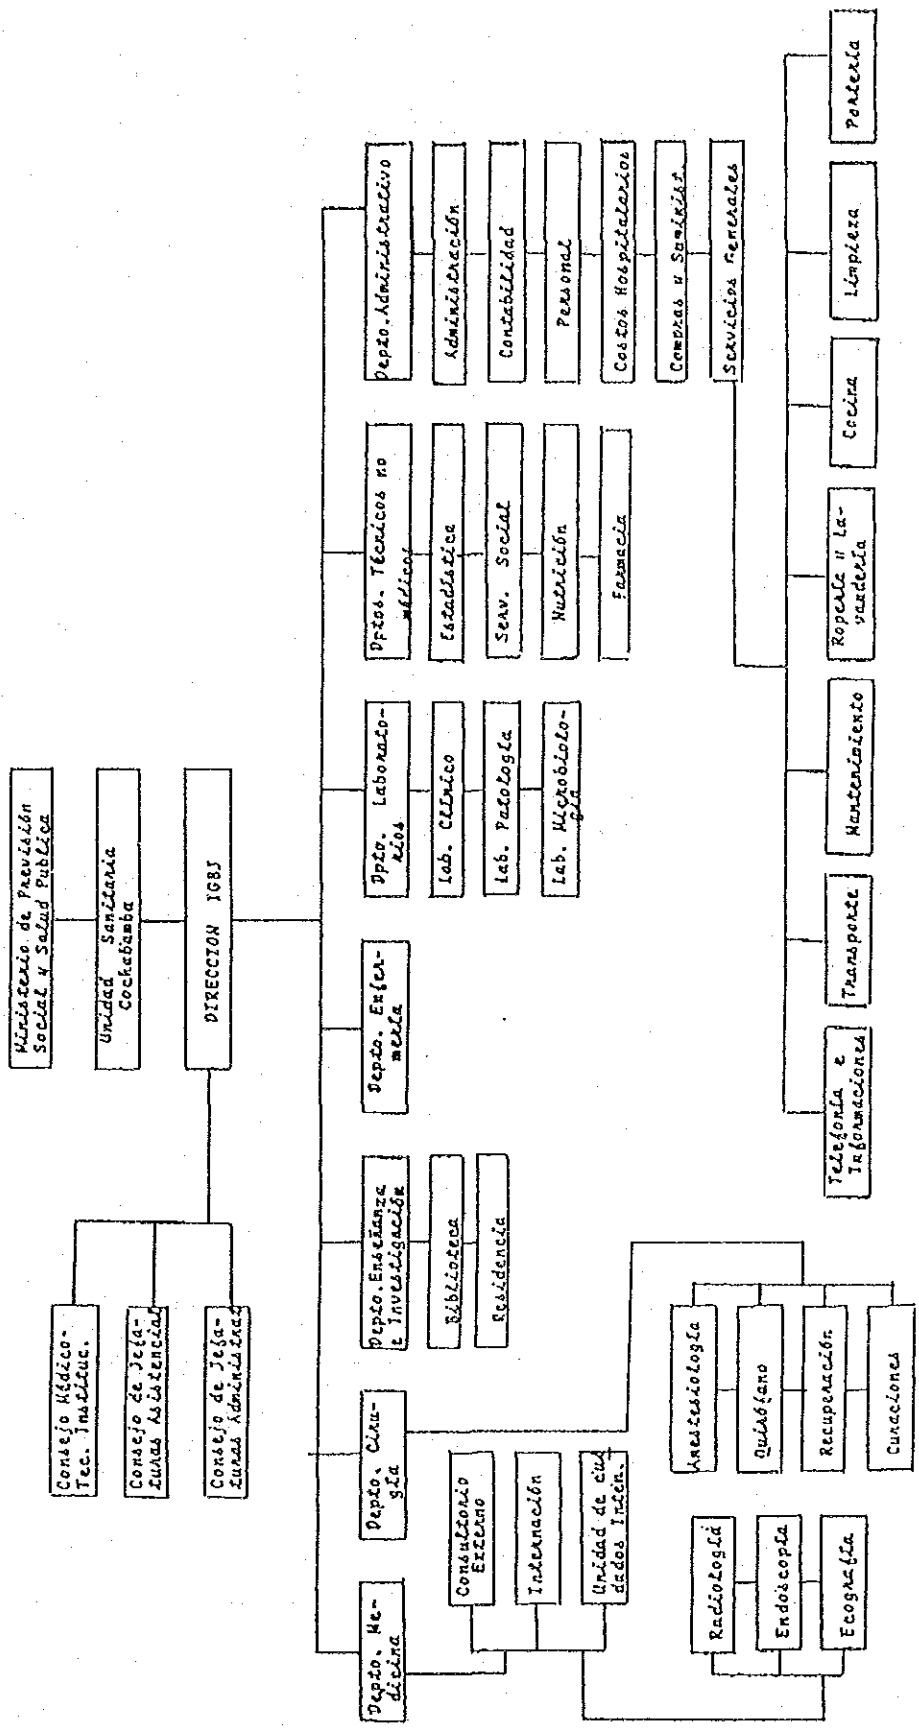 Ministerio de Previsión
Social y Salud Publica
Unidad Sanitaria
Cochabamba
DIRECCION IGBJ
Consejo Médico-
Tec. Instituc.
Consejo de Jefa-
turas Asistencial
Consejo de Jefa-
turas Administrat
Depto. Me-
dicina
Depto. Ciru-
gía
Depto. Enseñanza
e Investigación
Depto. Enfer-
mería
Dpto. Laborato-
rios
Dptos. Técnicos no
médicos
Depto. Administrativo
Consultorio
Externo
Internación
Unidad de cui
dados Inten.
Radiología
Endoscopía
Ecografía
Anestesiología
Quirófano
Recuperación
Curaciones
Biblioteca
Residencia
Lab. Clínico
Lab. Patología
Lab. Microbiolo-
gía
Estadística
Serv. Social
Nutrición
Farmacia
Administración
Contabilidad
Personal
Costos Hospitalarios
Compras y Suminist.
Servicios Generales
Telefonía e
Informaciones
Transporte
Mantenimiento
Ropería y La-
vandería
Cocina
Limpieza
Portería